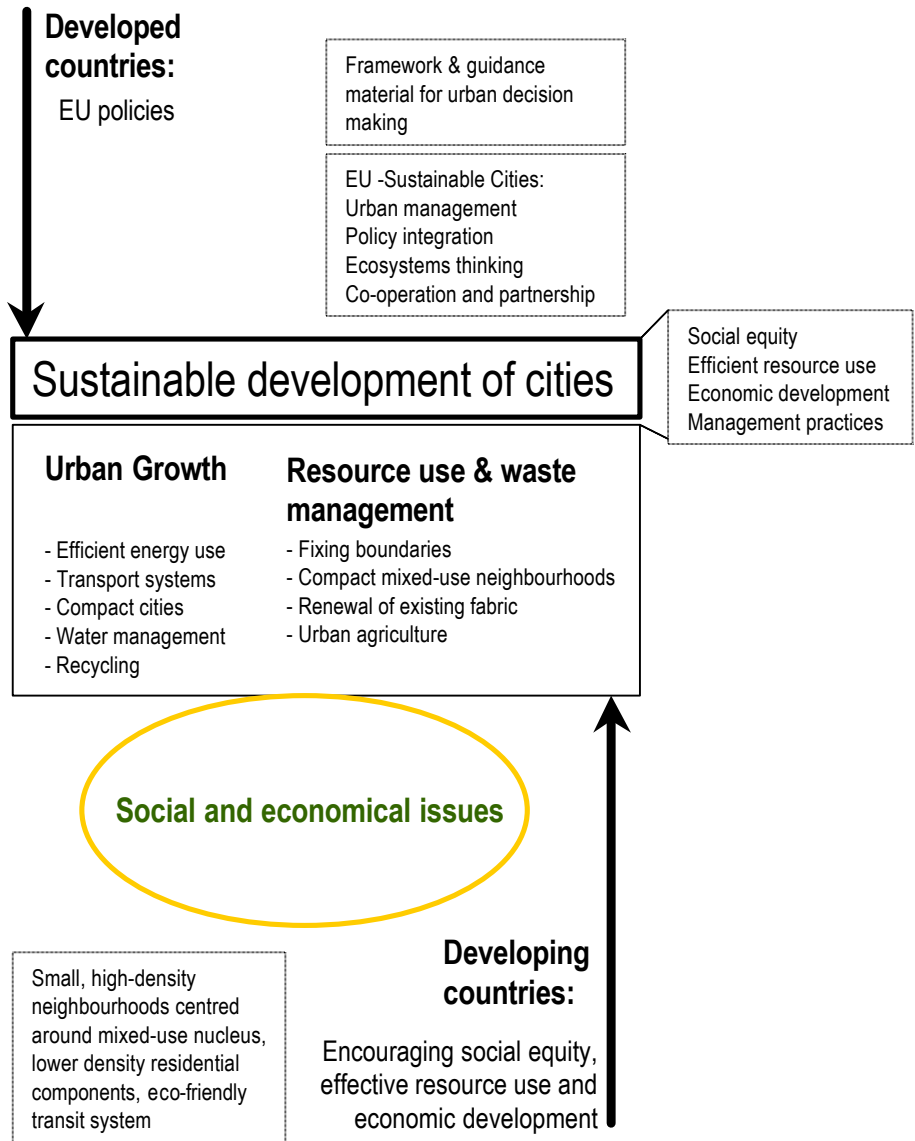 Developed
countries:
EU policies
Framework & guidance
material for urban decision
making
EU -Sustainable Cities:
Urban management
Policy integration
Ecosystems thinking
Co-operation and partnership
Sustainable development of cities
Social equity
Efficient resource use
Economic development
Management practices
Urban Growth
- Efficient energy use
- Transport systems
- Compact cities
- Water management
- Recycling
Resource use & waste
management
- Fixing boundaries
- Compact mixed-use neighbourhoods
- Renewal of existing fabric
- Urban agriculture
Social and economical issues
Small, high-density
neighbourhoods centred
around mixed-use nucleus,
lower density residential
components, eco-friendly
transit system
Developing
countries:
Encouraging social equity,
effective resource use and
economic development